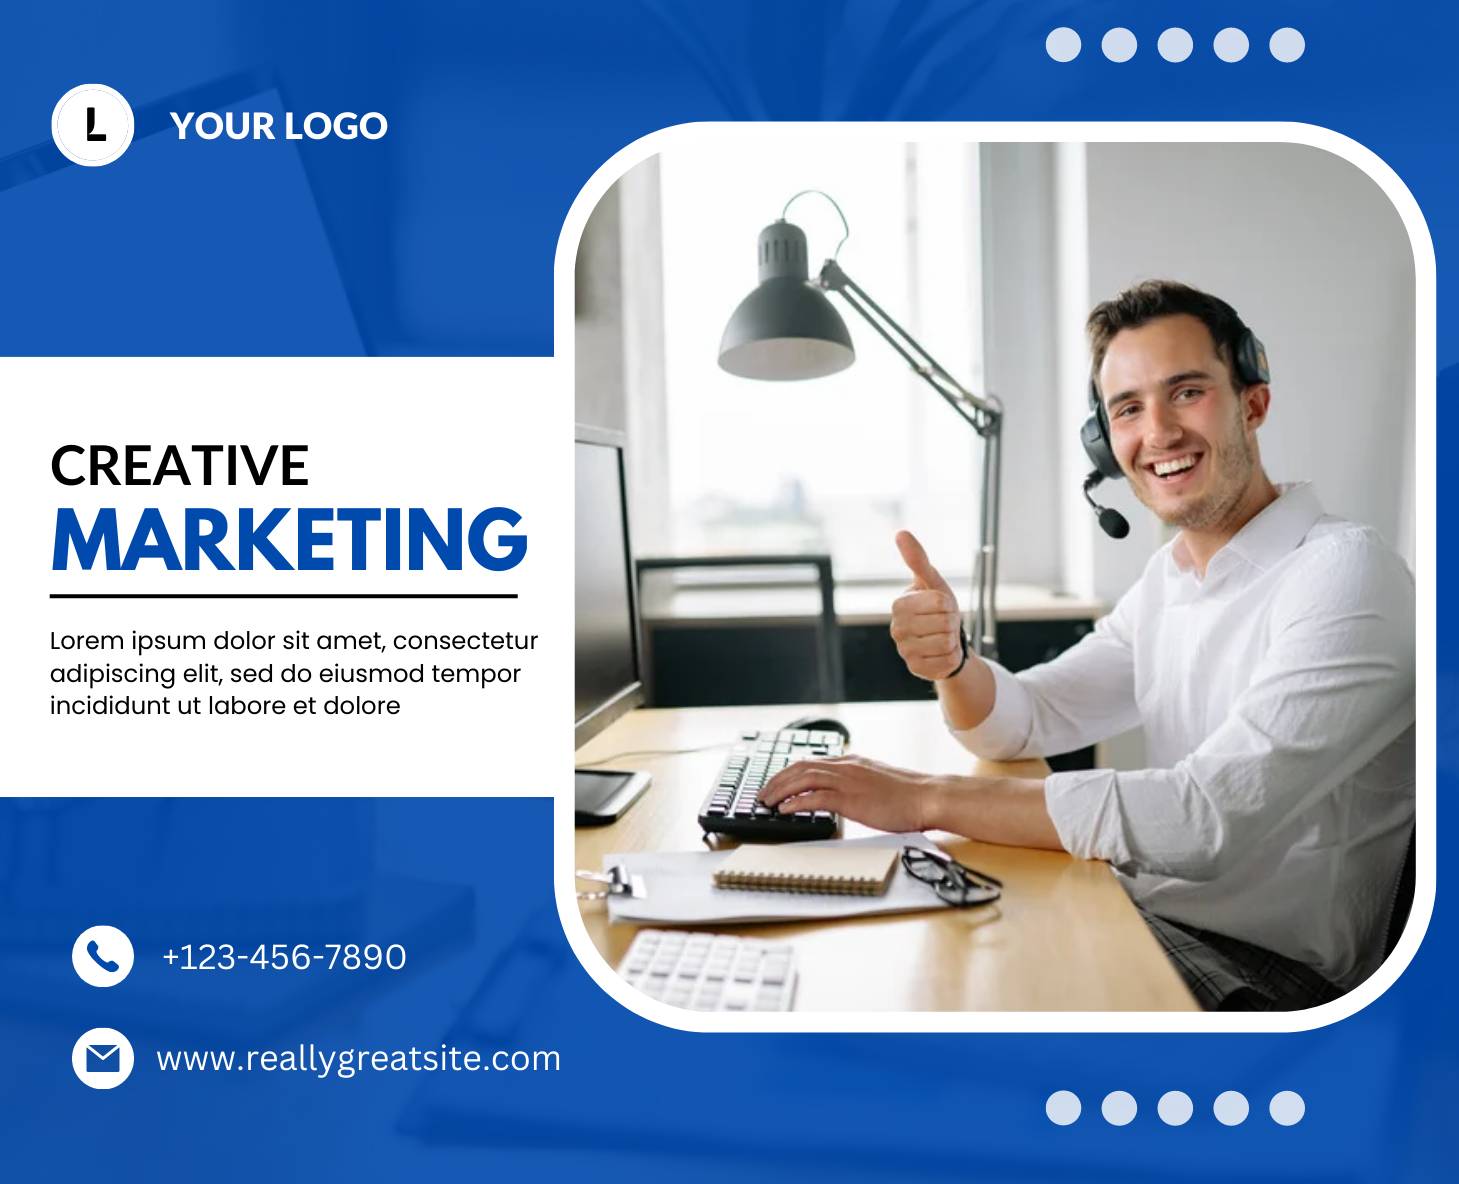 L
YOUR LOGO
CREATIVE
MARKETING
Lorem ipsum dolor sit amet, consectetur
adipiscing elit, sed do eiusmod tempor
incididunt ut labore et dolore
+123-456-7890
www.reallygreatsite.com